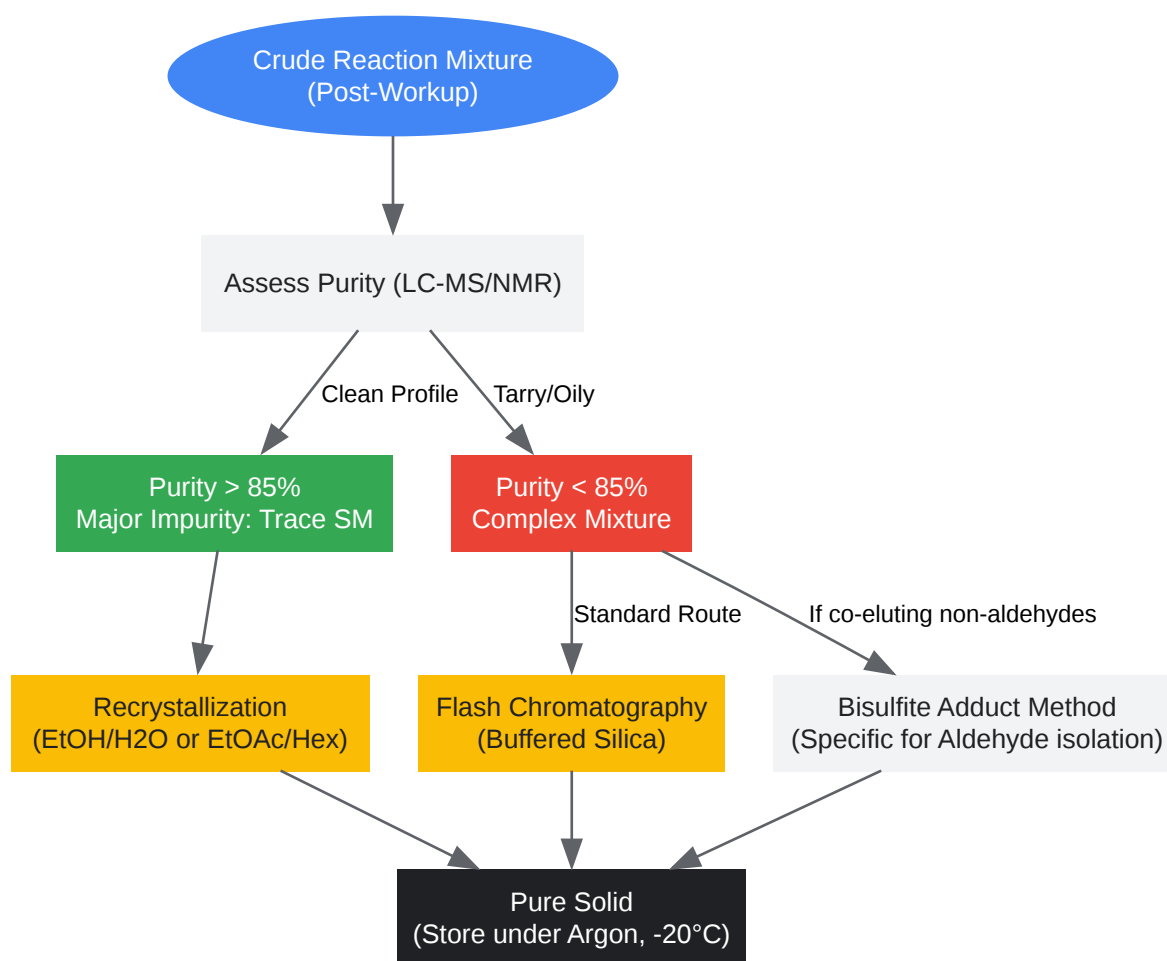 Crude Reaction Mixture
(Post-Workup)
Assess Purity (LC-MS/NMR)
Clean Profile
Tarry/Oily
Purity > 85%
Major Impurity: Trace SM
Purity < 85%
Complex Mixture
Standard Route
If co-eluting non-aldehydes
Recrystallization
(EtOH/H2O or EtOAc/Hex)
Flash Chromatography
(Buffered Silica)
Bisulfite Adduct Method
(Specific for Aldehyde isolation)
Pure Solid
(Store under Argon, -20°C)